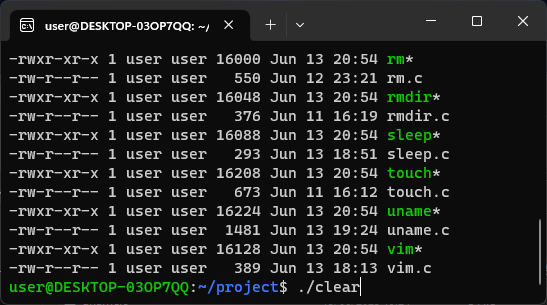 user@DESKTOP-03OP7QQ: ~/
-rwxr-xr-x 1 user user 16000 Jun 13 20:54 rm*
-rw-r--r-- 1 user user   550 Jun 12 23:21 rm.c
-rwxr-xr-x 1 user user 16048 Jun 13 20:54 rmdir*
-rw-r--r-- 1 user user   376 Jun 11 16:19 rmdir.c
-rwxr-xr-x 1 user user 16088 Jun 13 20:54 sleep*
-rw-r--r-- 1 user user   293 Jun 13 18:51 sleep.c
-rwxr-xr-x 1 user user 16208 Jun 13 20:54 touch*
-rw-r--r-- 1 user user   673 Jun 11 16:12 touch.c
-rwxr-xr-x 1 user user 16224 Jun 13 20:54 uname*
-rw-r--r-- 1 user user  1481 Jun 13 19:24 uname.c
-rwxr-xr-x 1 user user 16128 Jun 13 20:54 vim*
-rw-r--r-- 1 user user   389 Jun 13 18:13 vim.c
user@DESKTOP-03OP7QQ:~/project$ ./clear